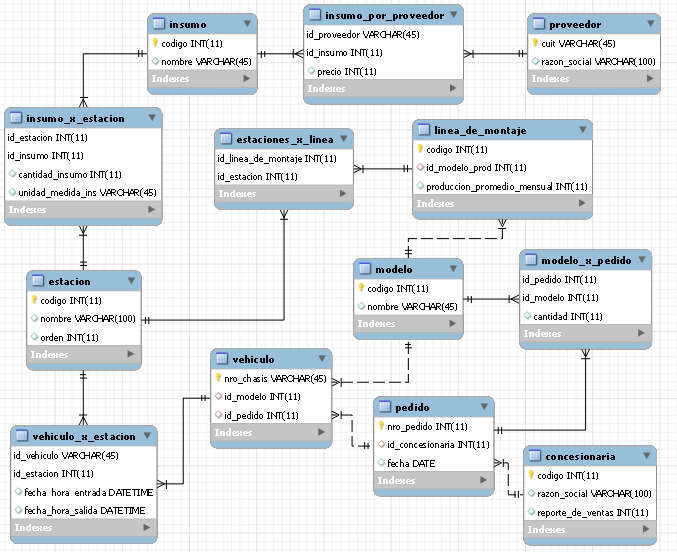 insumo
codigo INT(11)
nombre VARCHAR(45)
Indexes
insumo_por_proveedor
id_proveedor VARCHAR(45)
id_insumo INT(11)
precio INT(11)
Indexes
proveedor
cuit VARCHAR(45)
razon_social VARCHAR(100)
Indexes
insumo_x_estacion
id_estacion INT(11)
id_insumo INT(11)
cantidad_insumo INT(11)
unidad_medida_ins VARCHAR(45)
Indexes
estaciones_x_linea
id_linea_de_montaje INT(11)
id_estacion INT(11)
Indexes
linea_de_montaje
codigo INT(11)
id_modelo_prod INT(11)
produccion_promedio_mensual INT(11)
Indexes
estacion
codigo INT(11)
nombre VARCHAR(100)
orden INT(11)
Indexes
modelo
codigo INT(11)
nombre VARCHAR(45)
Indexes
modelo_x_pedido
id_pedido INT(11)
id_modelo INT(11)
cantidad INT(11)
Indexes
vehiculo
nro_chasis VARCHAR(45)
id_modelo INT(11)
id_pedido INT(11)
Indexes
vehiculo_x_estacion
id_vehiculo VARCHAR(45)
id_estacion INT(11)
fecha_hora_entrada DATETIME
fecha_hora_salida DATETIME
Indexes
pedido
nro_pedido INT(11)
id_concesionaria INT(11)
fecha DATE
Indexes
concesionaria
codigo INT(11)
razon_social VARCHAR(100)
reporte_de_ventas INT(11)
Indexes